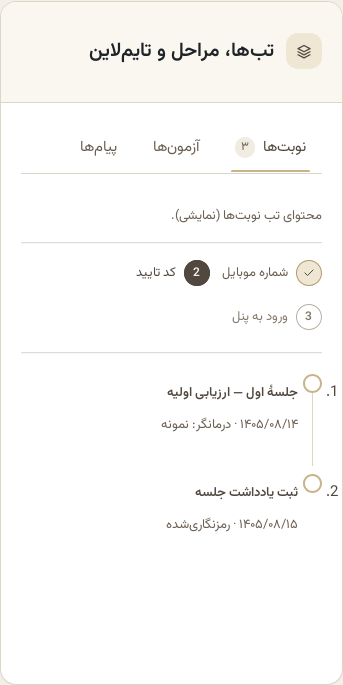 تب‌ها، مراحل و تایم‌لاین
نوبت‌ها ۳ آزمون‌ها پیام‌ها
محتوای تب نوبت‌ها (نمایشی).
شماره موبایل 2 کد تایید
3 ورود به پنل
1. جلسهٔ اول — ارزیابی اولیه
۱۴۰۵/۰۸/۱۴ · درمانگر: نمونه
2. ثبت یادداشت جلسه
۱۴۰۵/۰۸/۱۵ · رمزنگاری‌شده